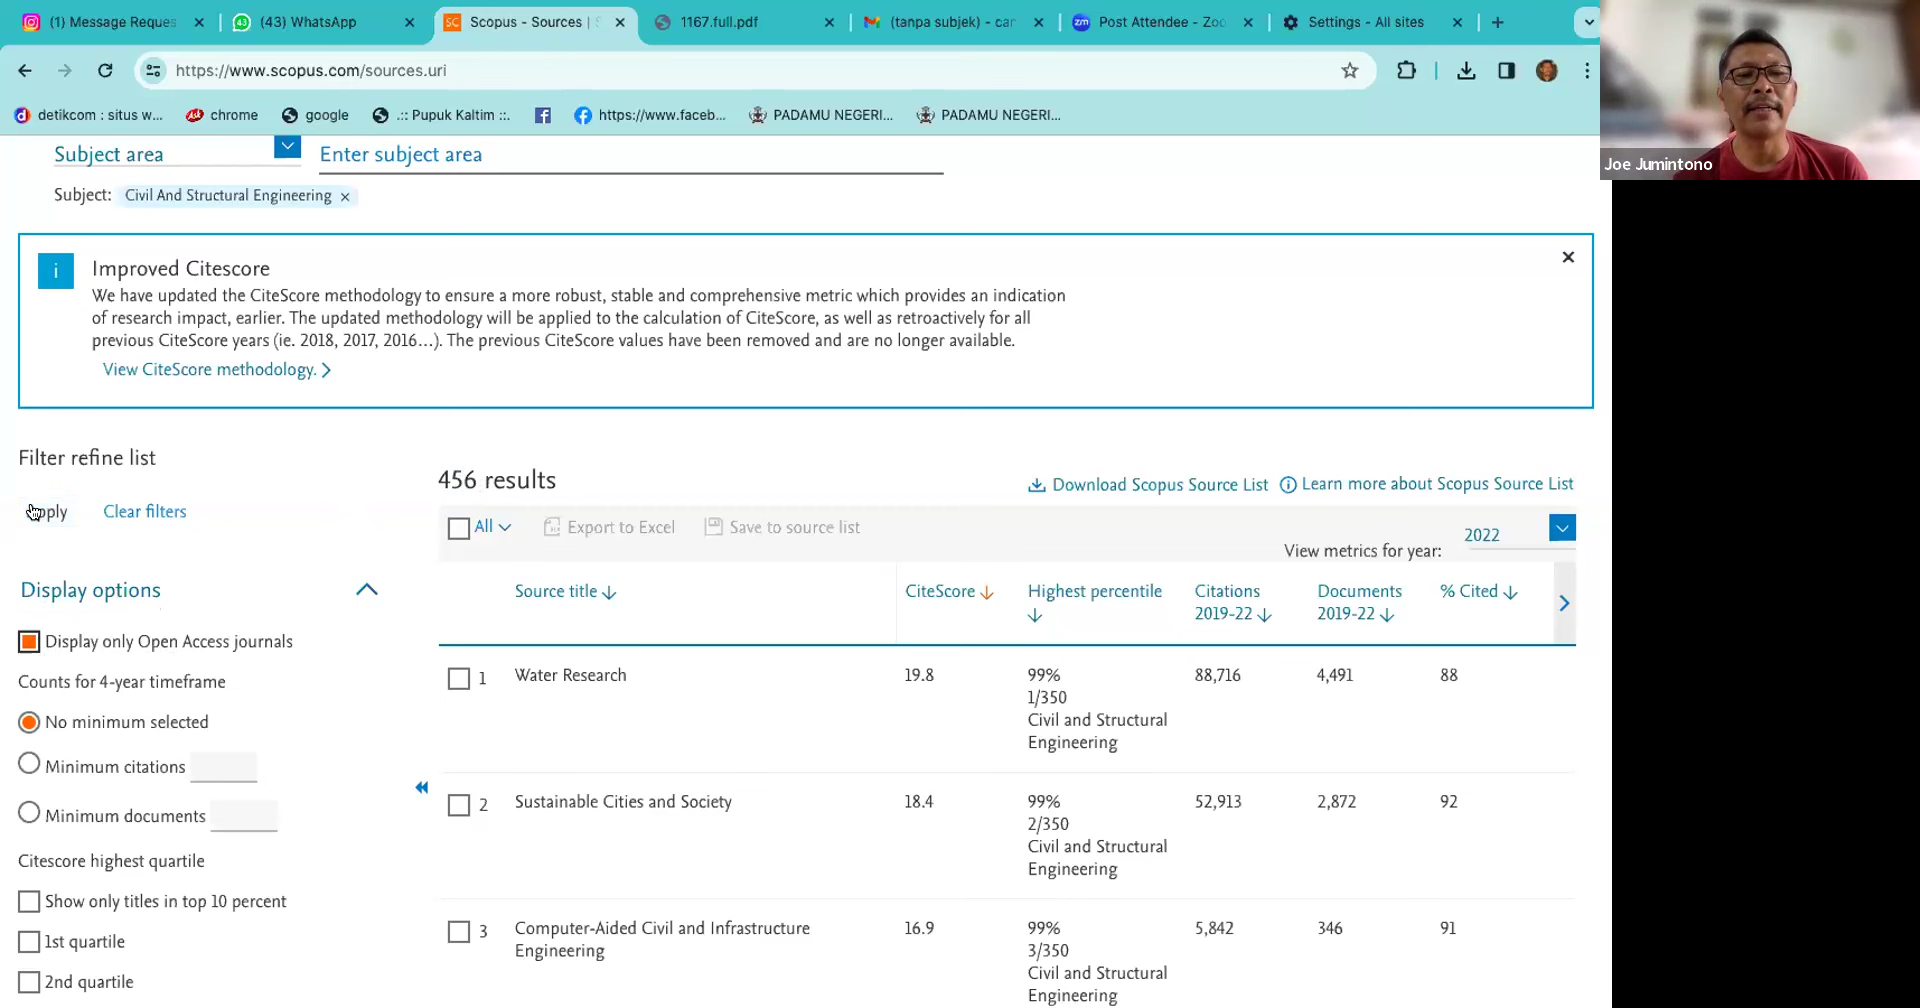 (1) Message Reques
(43) WhatsApp
Scopus - Sources |
1167.full.pdf
(tanpa subjek) - car
Post Attendee - Zoo
Settings - All sites
https://www.scopus.com/sources.uri
detikcom : situs w...
chrome
google
.:: Pupuk Kaltim ::.
https://www.faceb...
PADAMU NEGERI...
PADAMU NEGERI...
Joe Jumintono
Subject area
Enter subject area
Subject:
Civil And Structural Engineering
Improved Citescore
We have updated the CiteScore methodology to ensure a more robust, stable and comprehensive metric which provides an indication
of research impact, earlier. The updated methodology will be applied to the calculation of CiteScore, as well as retroactively for all
previous CiteScore years (ie. 2018, 2017, 2016...). The previous CiteScore values have been removed and are no longer available.
View CiteScore methodology.
Filter refine list
Clear filters
Display options
Display only Open Access journals
Counts for 4-year timeframe
No minimum selected
Minimum citations
Minimum documents
Citescore highest quartile
Show only titles in top 10 percent
1st quartile
2nd quartile
456 results
Download Scopus Source List
Learn more about Scopus Source List
All
Export to Excel
Save to source list
View metrics for year:
2022
Source title
CiteScore
Highest percentile
Citations
2019-22
Documents
2019-22
% Cited
1
Water Research
19.8
99%
1/350
Civil and Structural
Engineering
88,716
4,491
88
2
Sustainable Cities and Society
18.4
99%
2/350
Civil and Structural
Engineering
52,913
2,872
92
3
Computer-Aided Civil and Infrastructure
Engineering
16.9
99%
3/350
Civil and Structural
Engineering
5,842
346
91